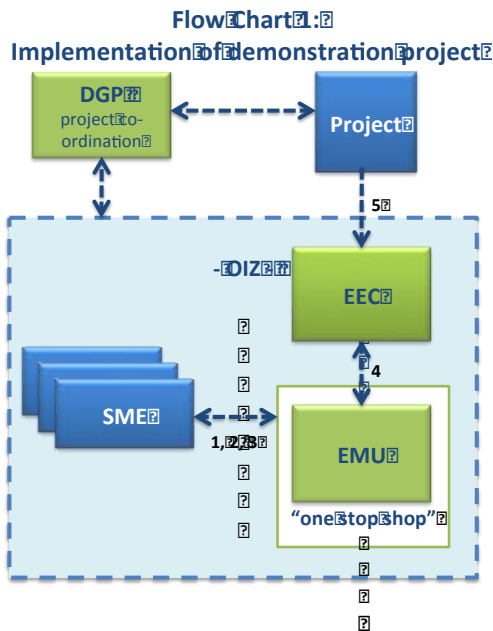 Flow Chart 1:
Implementation of demonstration project
DGP
project co-
ordination
Project
5
- OIZ -
EEC
4
SME
1, 2, 3
EMU
“one stop shop”